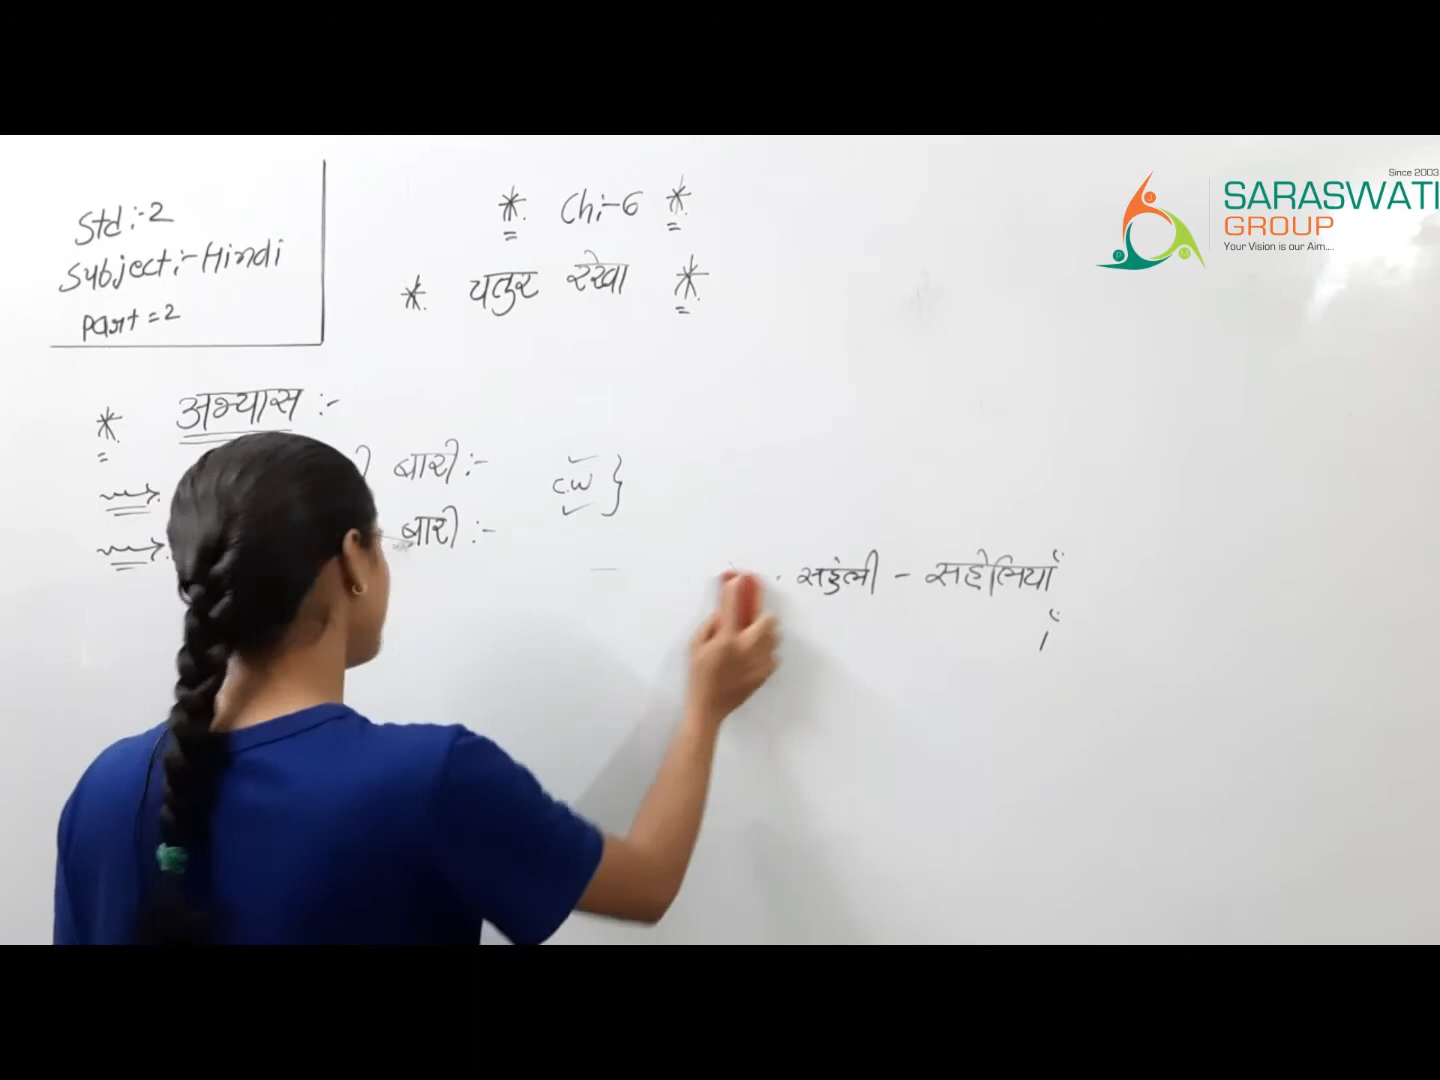 Since 2003
SARASWATI
GROUP
Your Vision is our Aim....
Std :- 2
Subject :- Hindi
Part = 2
* Ch :- 6 *
* चतुर रेखा *
* अभ्यास :-
बारी :-
C.W }
बारी :-
सहेली - सहेलियाँ